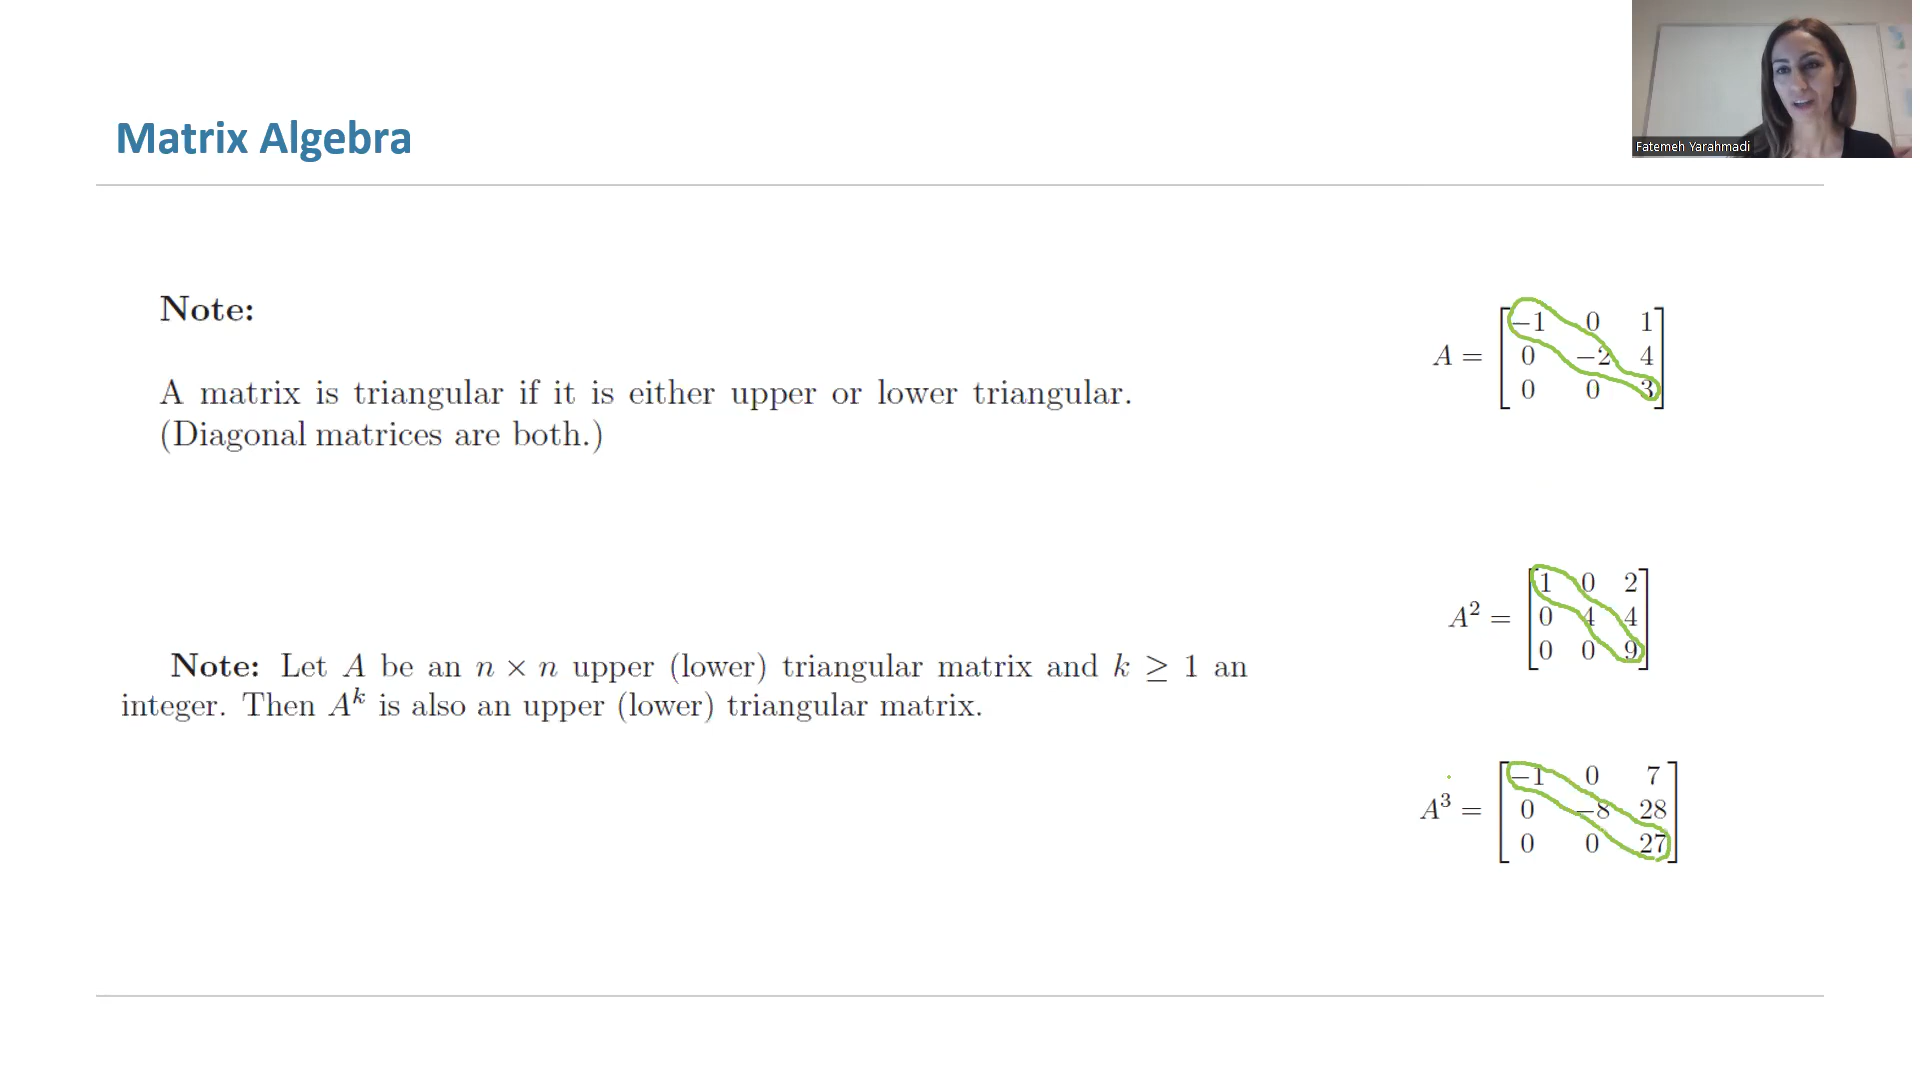 Matrix Algebra
Fatemeh Yarahmadi
Note:
A matrix is triangular if it is either upper or lower triangular.
(Diagonal matrices are both.)
A = [ −1 0 1
0 −2 4
0 0 3 ]
Note: Let A be an n × n upper (lower) triangular matrix and k ≥ 1 an
integer. Then A^k is also an upper (lower) triangular matrix.
A² = [ 1 0 2
0 4 4
0 0 9 ]
A³ = [ −1 0 7
0 −8 28
0 0 27 ]